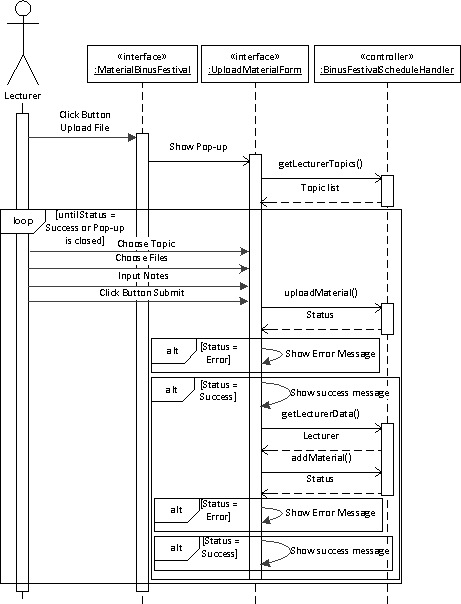 «interface»
:MaterialBinusFestival
«interface»
:UploadMaterialForm
«controller»
:BinusFestivalScheduleHandler
Lecturer
Click Button
Upload File
Show Pop-up
getLecturerTopics()
Topic list
loop
[untilStatus =
Success or Pop-up
is closed]
Choose Topic
Choose Files
Input Notes
Click Button Submit
uploadMaterial()
Status
alt
[Status =
Error]
Show Error Message
alt
[Status =
Success]
Show success message
getLecturerData()
Lecturer
addMaterial()
Status
alt
[Status =
Error]
Show Error Message
alt
[Status =
Success]
Show success message